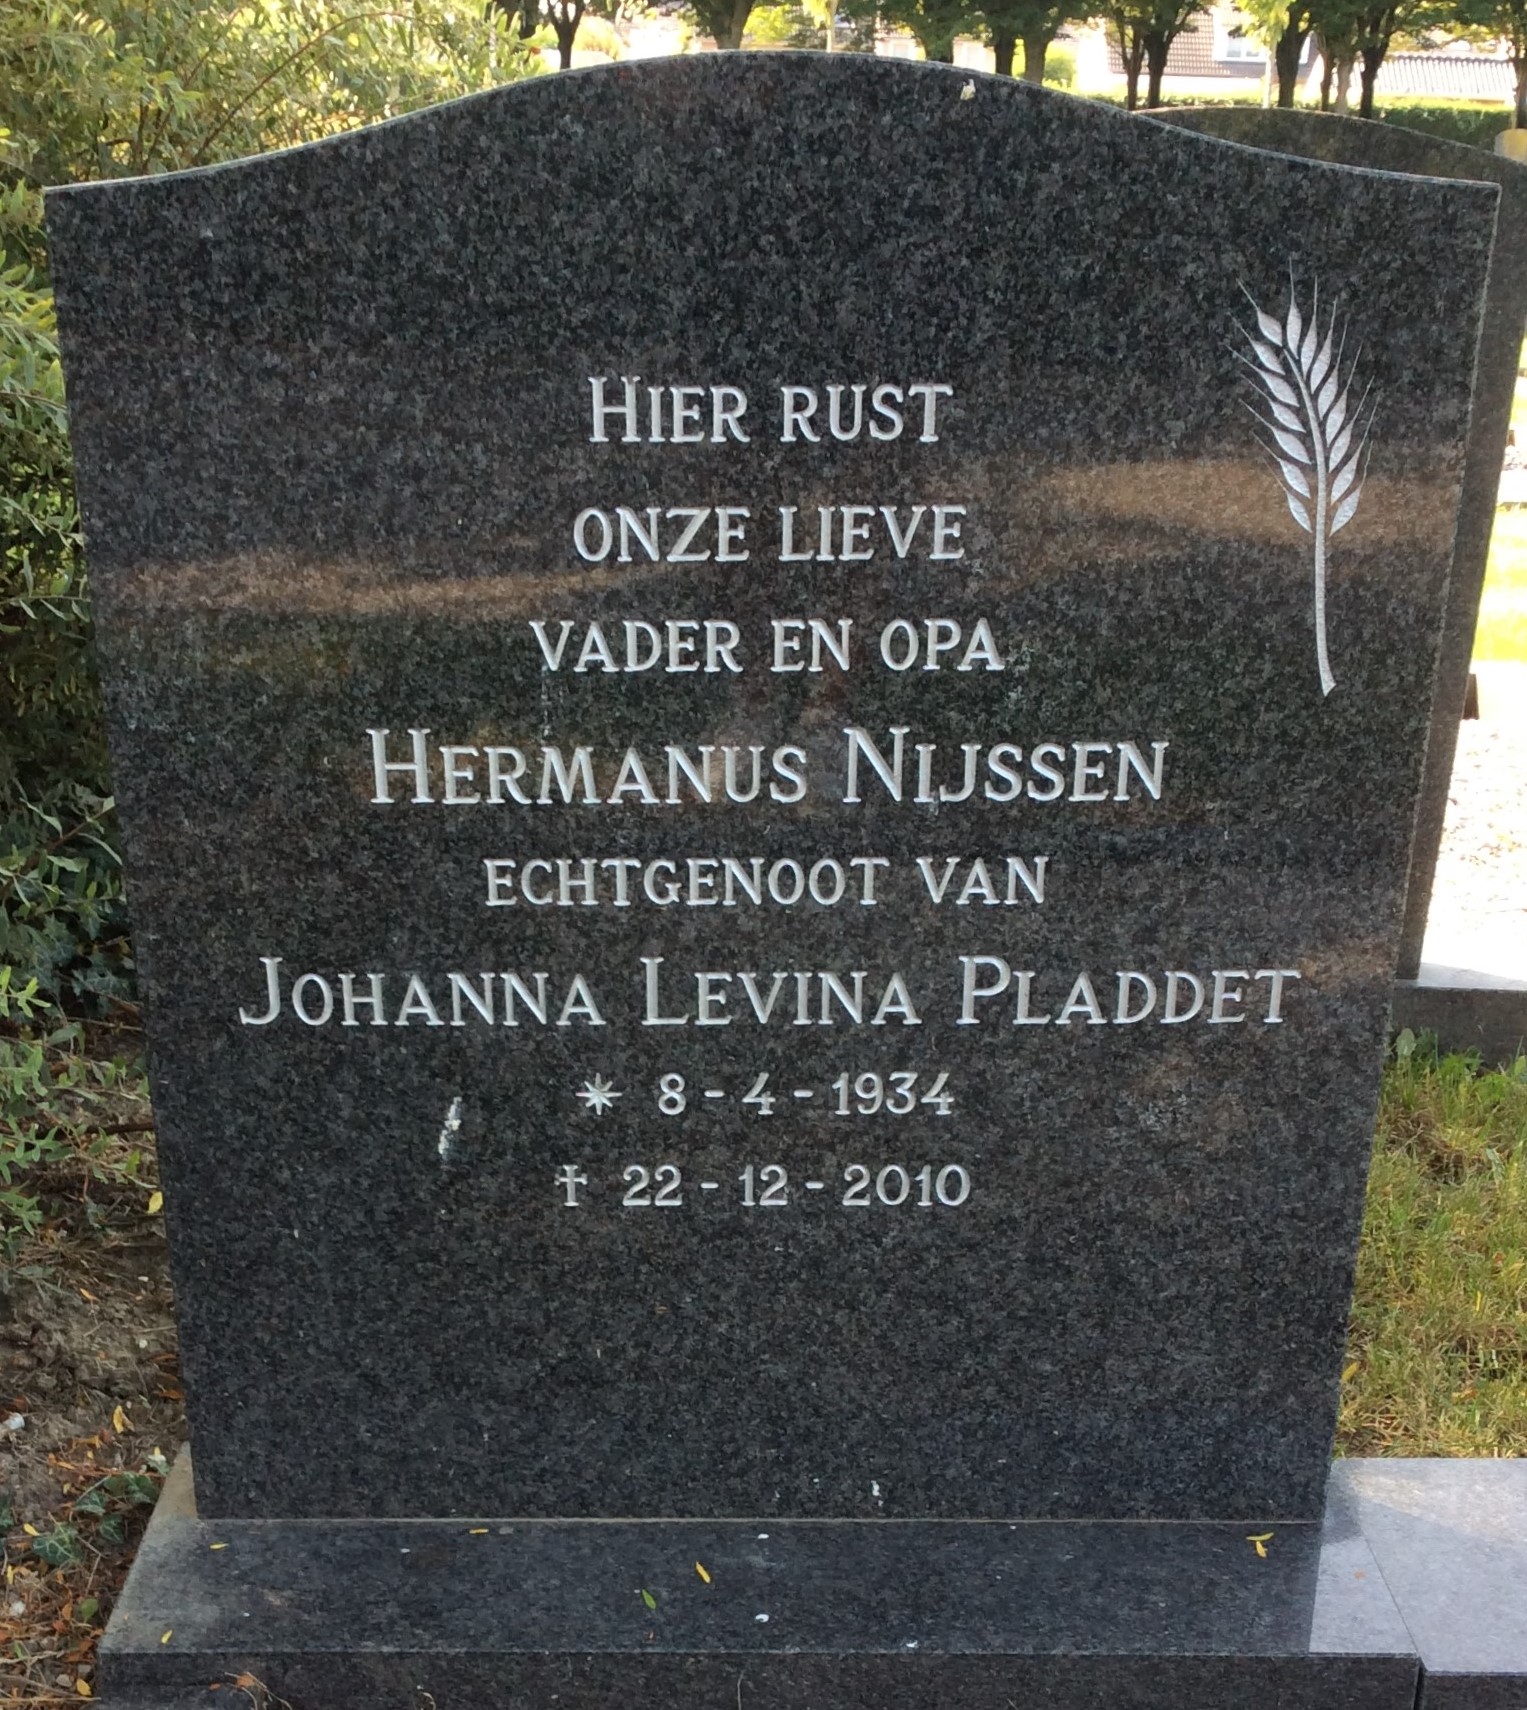 HIER RUST
ONZE LIEVE
VADER EN OPA
HERMANUS NIJSSEN
ECHTGENOOT VAN
JOHANNA LEVINA PLADDET
* 8-4-1934
† 22-12-2010